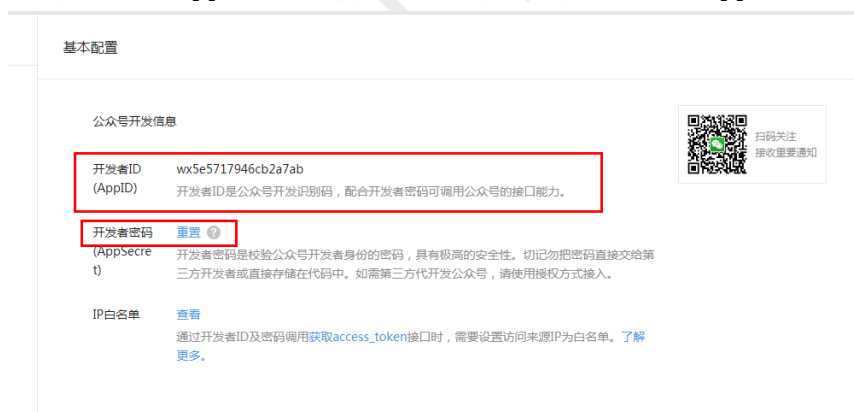 基本配置
公众号开发信息
扫码关注
接收重要通知
开发者ID
(AppID)
wx5e5717946cb2a7ab
开发者ID是公众号开发识别码，配合开发者密码可调用公众号的接口能力。
开发者密码
(AppSecre
t)
重置 ?
开发者密码是校验公众号开发者身份的密码，具有极高的安全性。切记勿把密码直接交给第
三方开发者或直接存储在代码中。如需第三方代开发公众号，请使用授权方式接入。
IP白名单
查看
通过开发者ID及密码调用获取access_token接口时，需要设置访问来源IP为白名单。了解
更多。